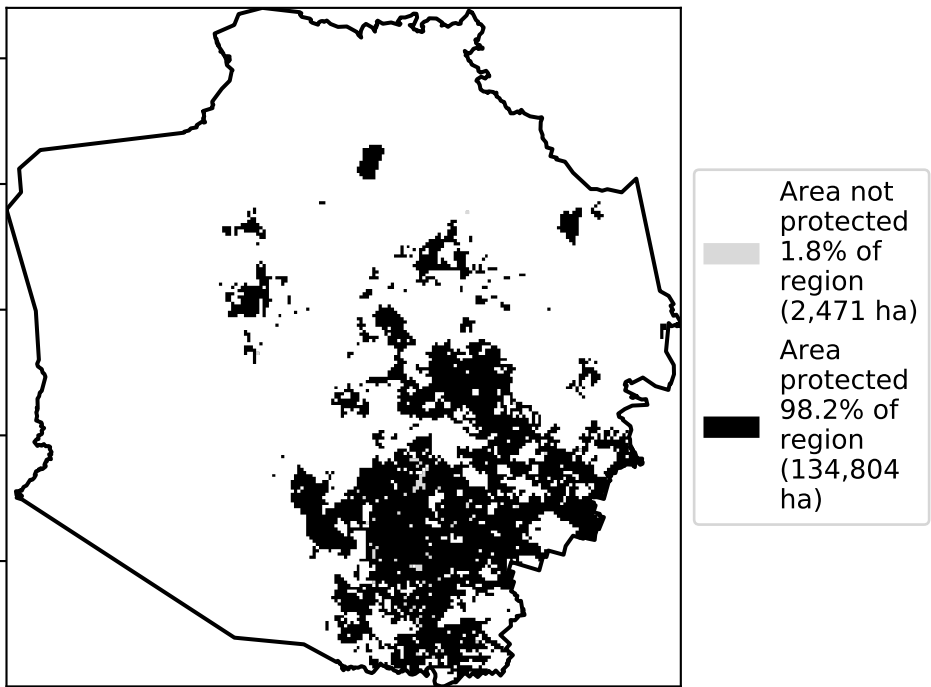 Area not
protected
1.8% of
region
(2,471 ha)
Area
protected
98.2% of
region
(134,804
ha)